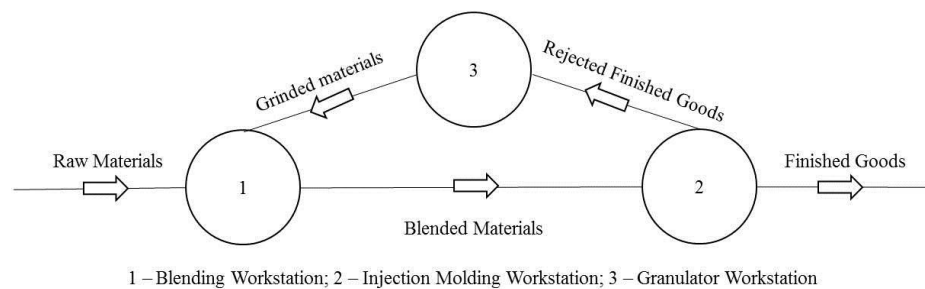 3
Grinded materials
Rejected Finished Goods
Raw Materials
1
2
Finished Goods
Blended Materials
1 – Blending Workstation; 2 – Injection Molding Workstation; 3 – Granulator Workstation